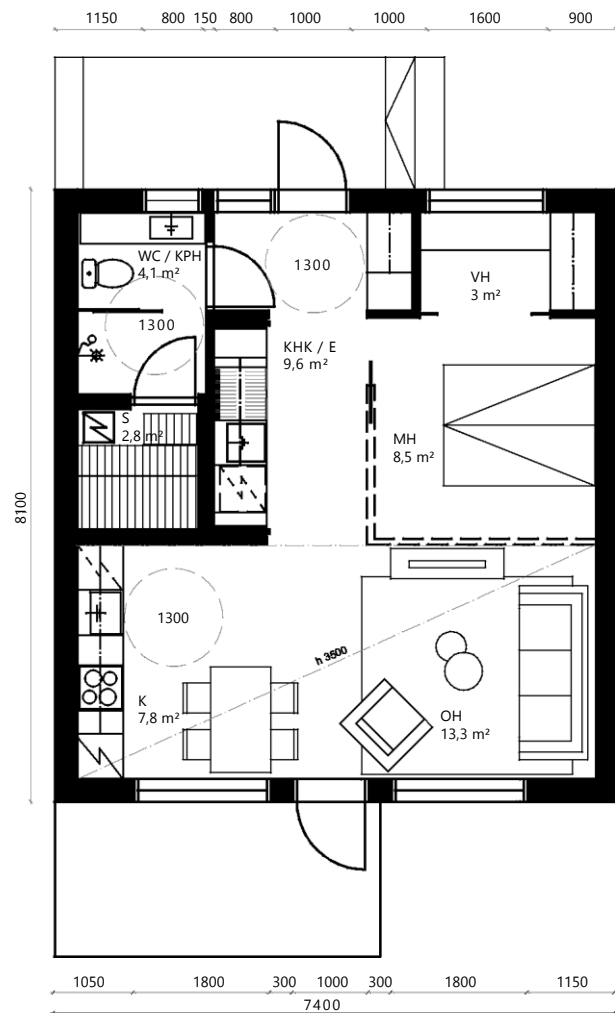 1150 800 150 800 1000 1000 1600 900
WC / KPH
4,1 m²
1300
VH
3 m²
1300
KHK / E
9,6 m²
S
2,8 m²
MH
8,5 m²
8100
1300
h 3500
K
7,8 m²
OH
13,3 m²
1050 1800 300 1000 300 1800 1150
7400